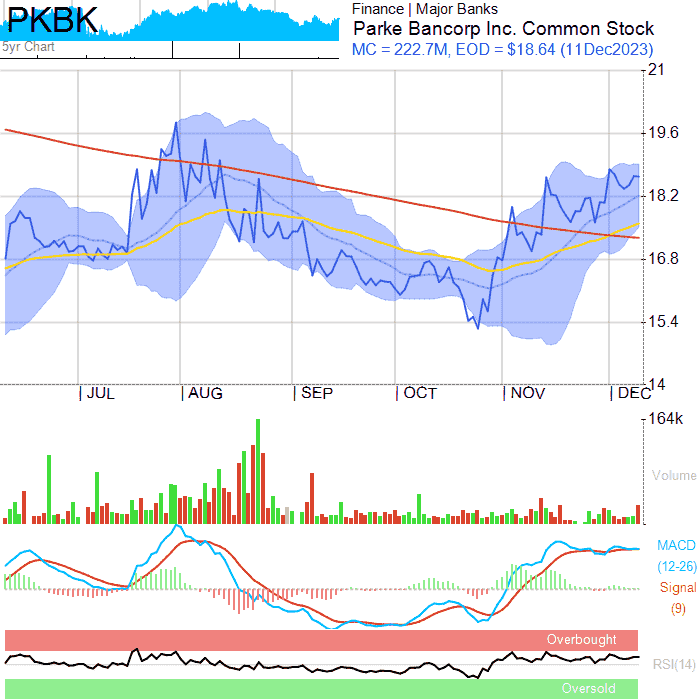 PKBK
Finance | Major Banks
Parke Bancorp Inc. Common Stock
5yr Chart
MC = 222.7M, EOD = $18.64 (11Dec2023)
21
19.6
18.2
16.8
15.4
14
| JUL | AUG | SEP | OCT | NOV | DEC
164k
Volume
MACD
(12-26)
Signal
(9)
Overbought
RSI(14)
Oversold